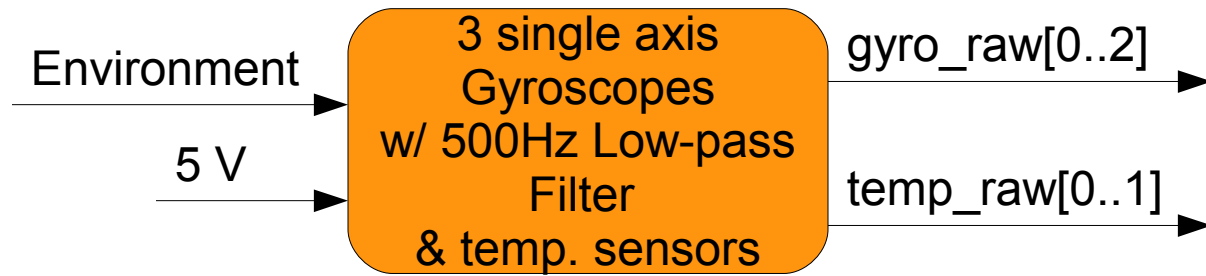 Environment
5 V
3 single axis
Gyroscopes
w/ 500Hz Low-pass
Filter
& temp. sensors
gyro_raw[0..2]
temp_raw[0..1]